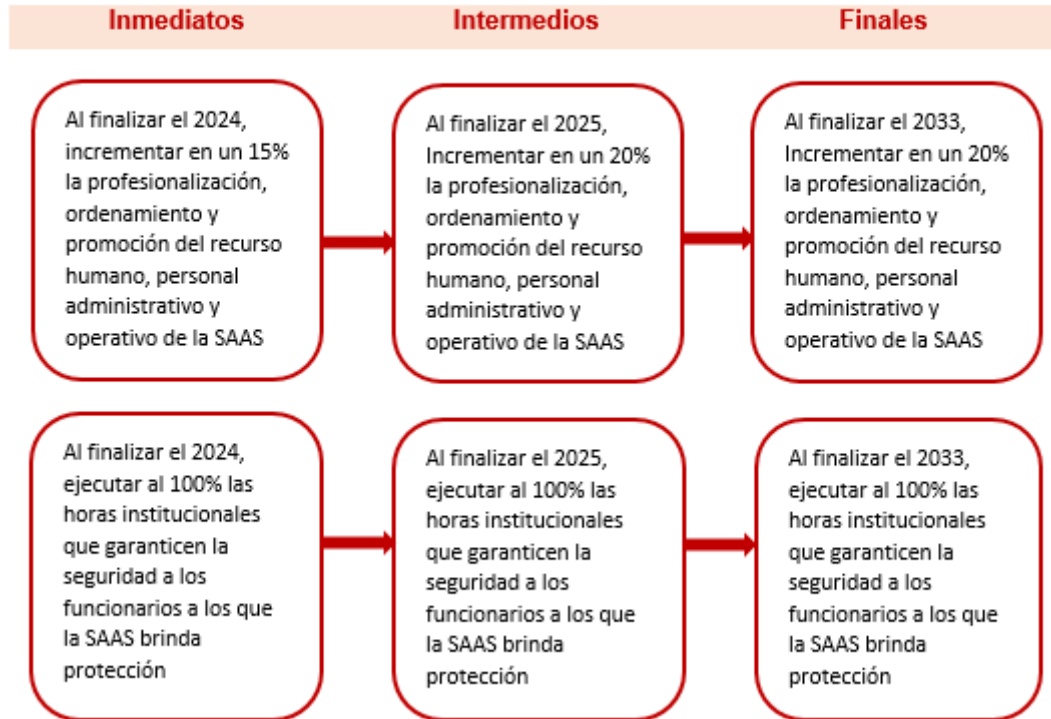 Inmediatos
Intermedios
Finales
Al finalizar el 2024,
incrementar en un 15%
la profesionalización,
ordenamiento y
promoción del recurso
humano, personal
administrativo y
operativo de la SAAS
Al finalizar el 2025,
Incrementar en un 20%
la profesionalización,
ordenamiento y
promoción del recurso
humano, personal
administrativo y
operativo de la SAAS
Al finalizar el 2033,
Incrementar en un 20%
la profesionalización,
ordenamiento y
promoción del recurso
humano, personal
administrativo y
operativo de la SAAS
Al finalizar el 2024,
ejecutar al 100% las
horas institucionales
que garanticen la
seguridad a los
funcionarios a los que
la SAAS brinda
protección
Al finalizar el 2025,
ejecutar al 100% las
horas institucionales
que garanticen la
seguridad a los
funcionarios a los que
la SAAS brinda
protección
Al finalizar el 2033,
ejecutar al 100% las
horas institucionales
que garanticen la
seguridad a los
funcionarios a los que
la SAAS brinda
protección